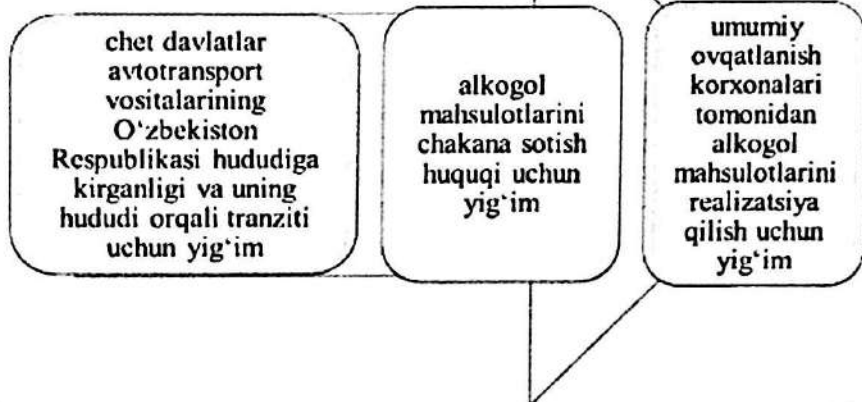 chet davlatlar
avtotransport
vositalarining
O‘zbekiston
Respublikasi hududiga
kirganligi va uning
hududi orqali tranziti
uchun yig‘im
alkogol
mahsulotlarini
chakana sotish
huquqi uchun
yig‘im
umumiy
ovqatlanish
korxonalari
tomonidan
alkogol
mahsulotlarini
realizatsiya
qilish uchun
yig‘im